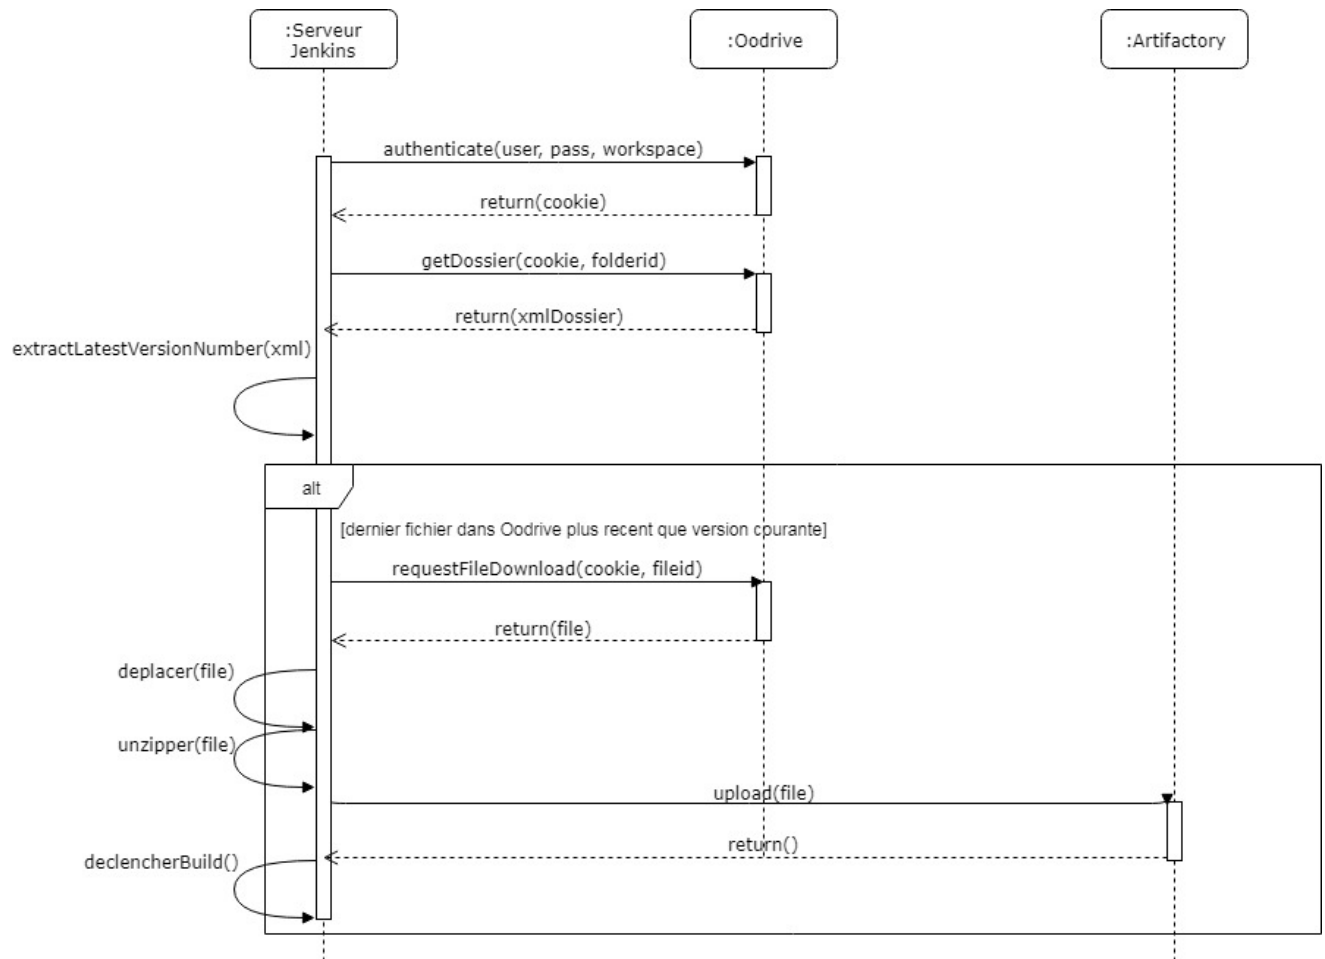 :Serveur
Jenkins
:Oodrive
:Artifactory
authenticate(user, pass, workspace)
return(cookie)
getDossier(cookie, folderid)
return(xmlDossier)
extractLatestVersionNumber(xml)
alt
[dernier fichier dans Oodrive plus recent que version courante]
requestFileDownload(cookie, fileid)
return(file)
deplacer(file)
unzipper(file)
upload(file)
return()
declencherBuild()